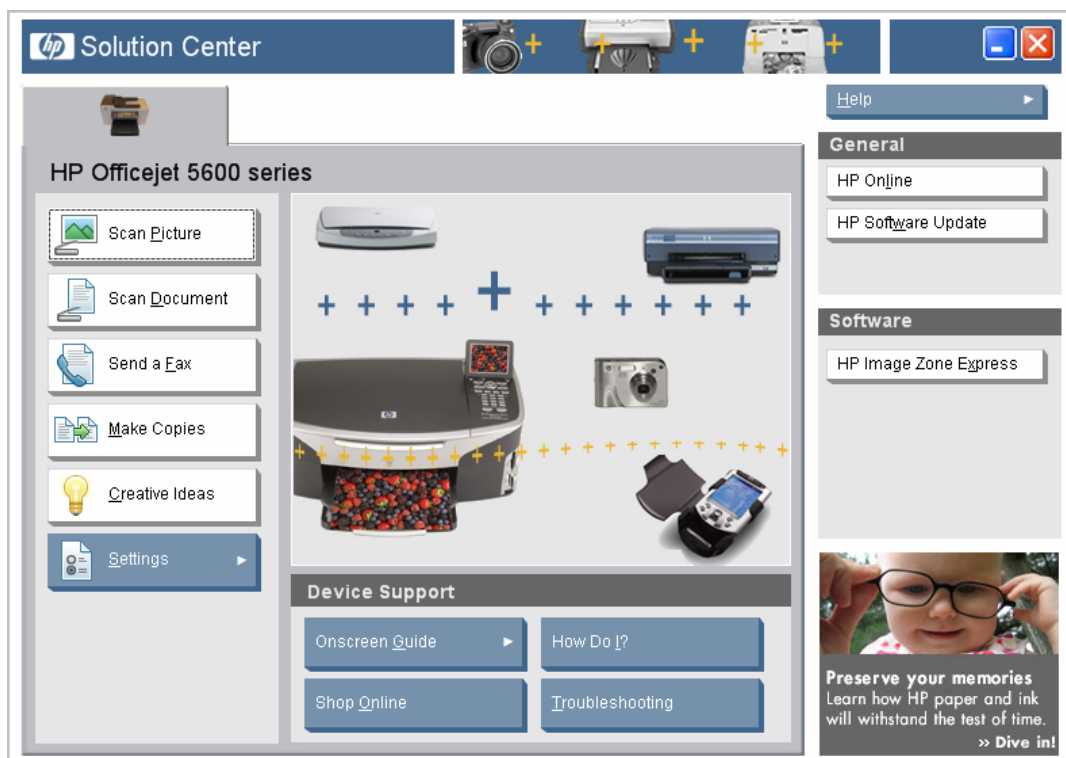 hp Solution Center
HP Officejet 5600 series
Scan Picture
Scan Document
Send a Fax
Make Copies
Creative Ideas
Settings
Device Support
Onscreen Guide
How Do I?
Shop Online
Troubleshooting
Help
General
HP Online
HP Software Update
Software
HP Image Zone Express
Preserve your memories
Learn how HP paper and ink
will withstand the test of time.
» Dive in!